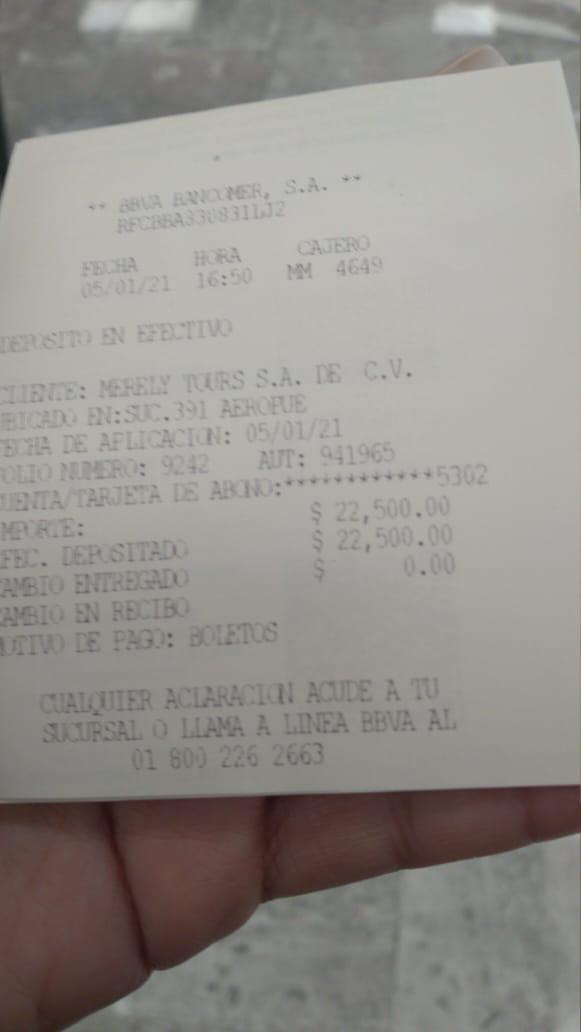 ** BBVA BANCOMER, S.A. **
RFCBBA830831LJ2
FECHA HORA CAJERO
05/01/21 16:50 MM 4649
DEPOSITO EN EFECTIVO
CLIENTE: MERELY TOURS S.A. DE C.V.
UBICADO EN:SUC.391 AEROPUE
FECHA DE APLICACION: 05/01/21
FOLIO NUMERO: 9242 AUT: 941965
CUENTA/TARJETA DE ABONO:************5302
IMPORTE: $ 22,500.00
EFEC. DEPOSITADO $ 22,500.00
CAMBIO ENTREGADO $ 0.00
CAMBIO EN RECIBO
MOTIVO DE PAGO: BOLETOS
CUALQUIER ACLARACION ACUDE A TU
SUCURSAL O LLAMA A LINEA BBVA AL
01 800 226 2663